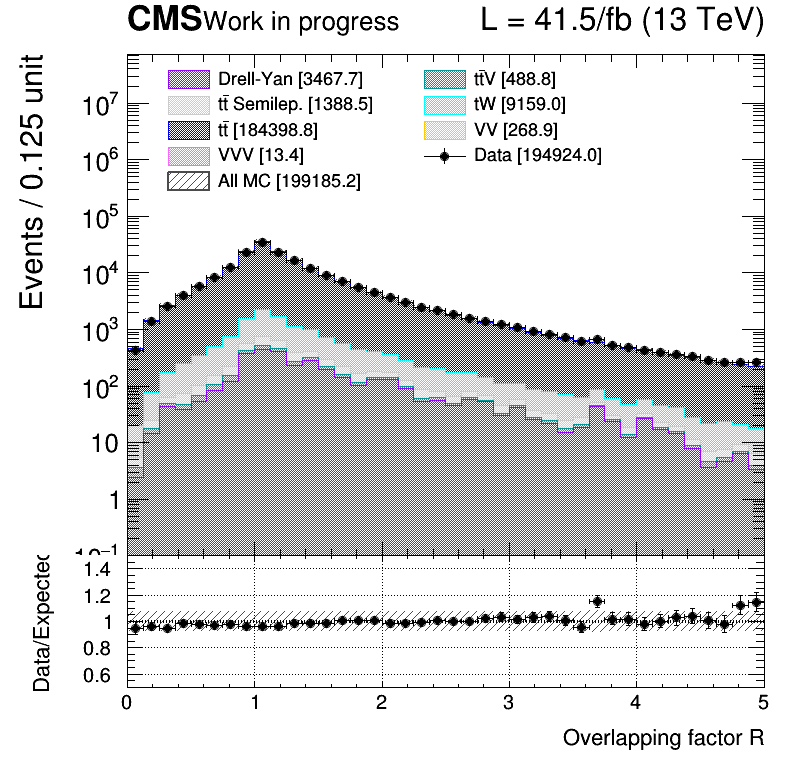 CMS Work in progress L = 41.5/fb (13 TeV)
Events / 0.125 unit
Drell-Yan [3467.7]
tt̄V [488.8]
tt̄ Semilep. [1388.5]
tW [9159.0]
tt̄ [184398.8]
VV [268.9]
VVV [13.4]
Data [194924.0]
All MC [199185.2]
10⁷
10⁶
10⁵
10⁴
10³
10²
10
1
10⁻¹
Data/Expected
1.4
1.2
1
0.8
0.6
0 1 2 3 4 5
Overlapping factor R